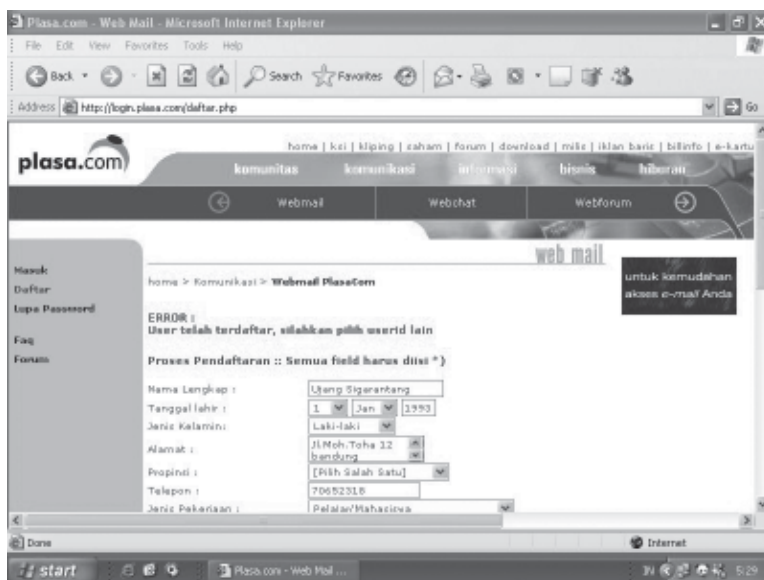 Plasa.com - Web Mail - Microsoft Internet Explorer
File Edit View Favorites Tools Help
Back Search Favorites
Address http://login.plasa.com/daftar.php Go
plasa.com
home | ksi | kliping | saham | forum | download | milis | iklan baris | billinfo | e-kartu
komunitas komunikasi informasi bisnis hiburan
Webmail Webchat Webforum
web mail
Masuk
Daftar
Lupa Password
Faq
Forum
home > Komunikasi > Webmail PlasaCom
untuk kemudahan
akses e-mail Anda
ERROR :
User telah terdaftar, silahkan pilih userid lain
Proses Pendaftaran :: Semua field harus diisi *)
Nama Lengkap : Ujang Sigarantang
Tanggal lahir : 1 Jan 1993
Jenis Kelamin: Laki-laki
Alamat : Jl.Moh.Toha 12
bandung
Propinsi : [Pilih Salah Satu]
Telepon : 70652318
Jenis Pekerjaan : Pelajar/Mahasiswa
Done Internet
start Plasa.com - Web Mail ... IN 5:29